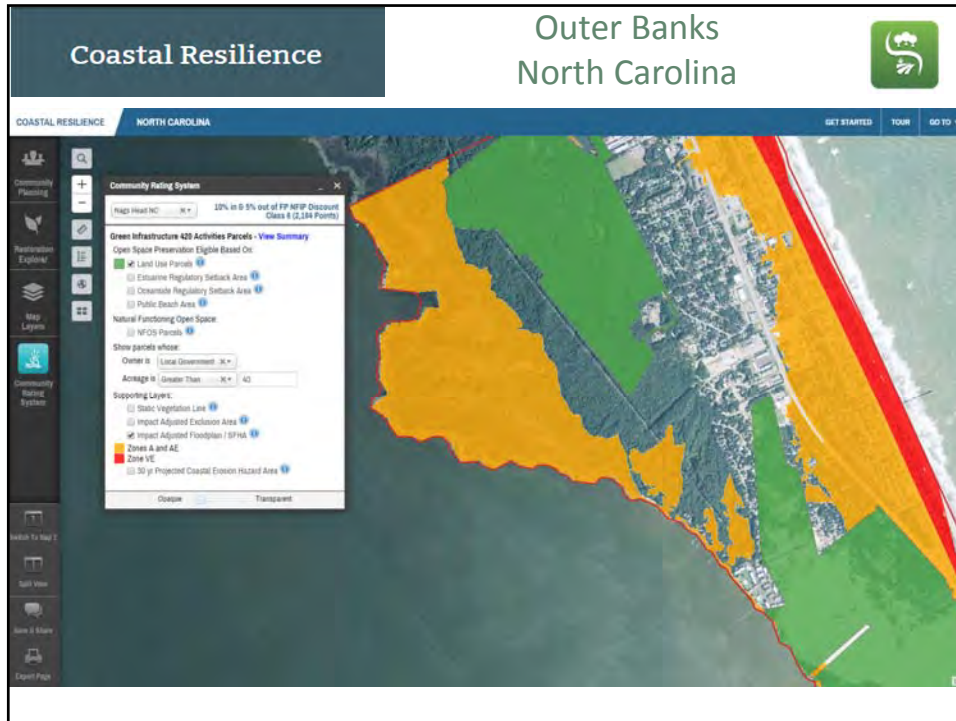 Coastal Resilience
Outer Banks
North Carolina
COASTAL RESILIENCE
NORTH CAROLINA
GET STARTED
TOUR
GO TO
Community
Planning
Restoration
Explorer
Map
Layers
Community
Rating
System
Switch To Map 2
Split View
Save & Share
Export Page
Community Rating System
Nags Head NC
10% in & 5% out of FP NFIP Discount
Class 6 (2,184 Points)
Green Infrastructure 420 Activities Parcels - View Summary
Open Space Preservation Eligible Based On:
Land Use Parcels
Estuarine Regulatory Setback Area
Oceanside Regulatory Setback Area
Public Beach Area
Natural Functioning Open Space:
NFOS Parcels
Show parcels whose:
Owner is Local Government
Acreage is Greater Than 40
Supporting Layers:
Static Vegetation Line
Impact Adjusted Exclusion Area
Impact Adjusted Floodplain / SFHA
Zones A and AE
Zone VE
30 yr Projected Coastal Erosion Hazard Area
Opaque Transparent